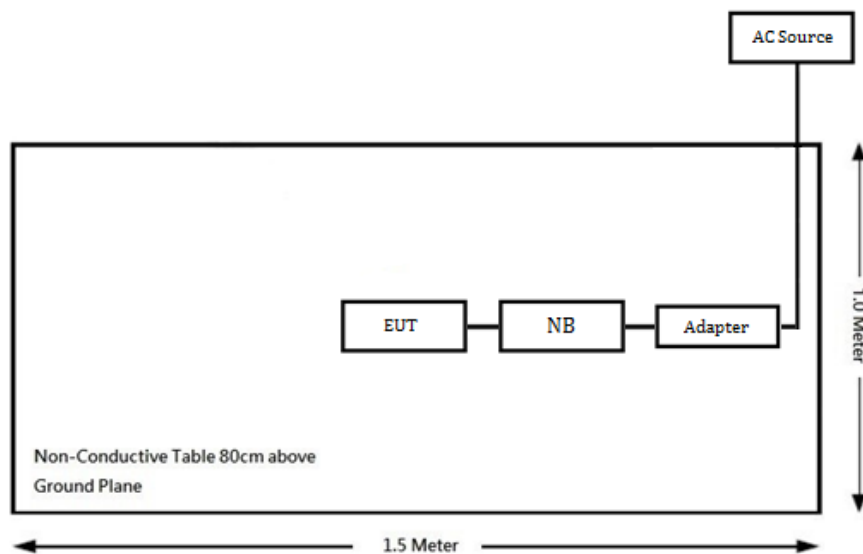 AC Source
EUT
NB
Adapter
1.0 Meter
Non-Conductive Table 80cm above
Ground Plane
1.5 Meter